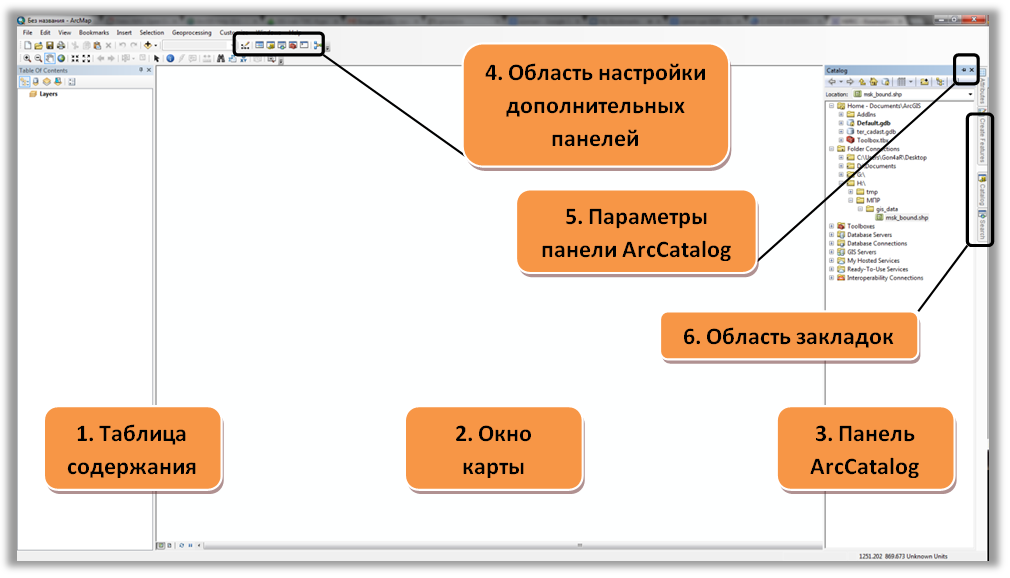 Без названия - ArcMap
File Edit View Bookmarks Insert Selection Geoprocessing
Table Of Contents
Layers
4. Область настройки
дополнительных
панелей
5. Параметры
панели ArcCatalog
6. Область закладок
1. Таблица
содержания
2. Окно
карты
3. Панель
ArcCatalog
Catalog
Location: msk_bound.shp
Home - Documents\ArcGIS
AddIns
Default.gdb
ter_cadast.gdb
Toolbox.tbx
Folder Connections
C:\Users\Gon4aR\Desktop
D:\Documents
G:\
H:\
tmp
МПР
gis_data
msk_bound.shp
Toolboxes
Database Servers
Database Connections
GIS Servers
My Hosted Services
Ready-To-Use Services
Interoperability Connections
Attributes
Create Features
Catalog
Search
1251.202 869.673 Unknown Units